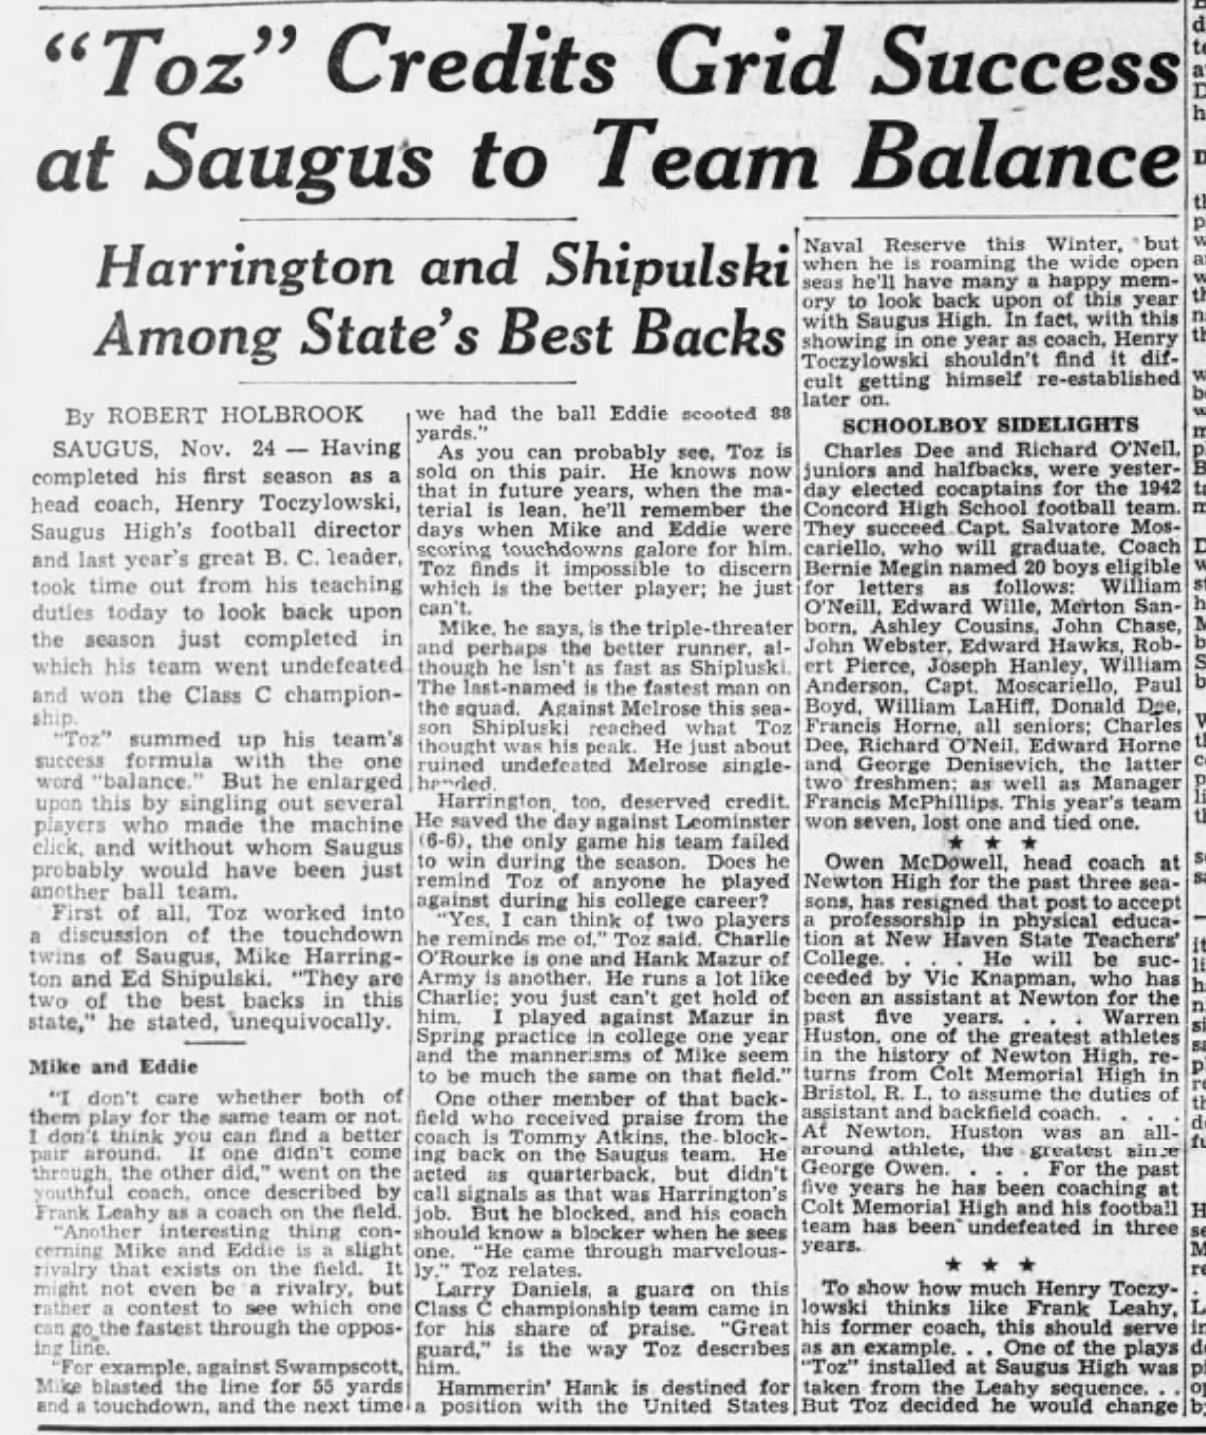 "Toz" Credits Grid Success
at Saugus to Team Balance
Harrington and Shipulski
Among State's Best Backs
By ROBERT HOLBROOK
SAUGUS, Nov. 24 — Having
completed his first season as a
head coach, Henry Toczylowski,
Saugus High's football director
and last year's great B. C. leader,
took time out from his teaching
duties today to look back upon
the season just completed in
which his team went undefeated
and won the Class C champion-
ship.
"Toz" summed up his team's
success formula with the one
word "balance." But he enlarged
upon this by singling out several
players who made the machine
click, and without whom Saugus
probably would have been just
another ball team.
First of all, Toz worked into
a discussion of the touchdown
twins of Saugus, Mike Harring-
ton and Ed Shipulski. "They are
two of the best backs in this
state," he stated, unequivocally.
Mike and Eddie
"I don't care whether both of
them play for the same team or not.
I don't think you can find a better
pair around. If one didn't come
through, the other did," went on the
youthful coach, once described by
Frank Leahy as a coach on the field.
"Another interesting thing con-
cerning Mike and Eddie is a slight
rivalry that exists on the field. It
might not even be a rivalry, but
rather a contest to see which one
can go the fastest through the oppos-
ing line.
"For example, against Swampscott,
Mike blasted the line for 55 yards
and a touchdown, and the next time
we had the ball Eddie scooted 88
yards."
As you can probably see, Toz is
sold on this pair. He knows now
that in future years, when the ma-
terial is lean, he'll remember the
days when Mike and Eddie were
scoring touchdowns galore for him.
Toz finds it impossible to discern
which is the better player; he just
can't.
Mike, he says, is the triple-threater
and perhaps the better runner, al-
though he isn't as fast as Shipluski.
The last-named is the fastest man on
the squad. Against Melrose this sea-
son Shipluski reached what Toz
thought was his peak. He just about
ruined undefeated Melrose single-
handed.
Harrington, too, deserved credit.
He saved the day against Leominster
(6-6), the only game his team failed
to win during the season. Does he
remind Toz of anyone he played
against during his college career?
"Yes, I can think of two players
he reminds me of," Toz said. Charlie
O'Rourke is one and Hank Mazur of
Army is another. He runs a lot like
Charlie; you just can't get hold of
him. I played against Mazur in
Spring practice in college one year
and the mannerisms of Mike seem
to be much the same on that field."
One other member of that back-
field who received praise from the
coach is Tommy Atkins, the block-
ing back on the Saugus team. He
acted as quarterback, but didn't
call signals as that was Harrington's
job. But he blocked, and his coach
should know a blocker when he sees
one. "He came through marvelous-
ly," Toz relates.
Larry Daniels, a guard on this
Class C championship team came in
for his share of praise. "Great
guard," is the way Toz describes
him.
Hammerin' Hank is destined for
a position with the United States
Naval Reserve this Winter, but
when he is roaming the wide open
seas he'll have many a happy mem-
ory to look back upon of this year
with Saugus High. In fact, with this
showing in one year as coach, Henry
Toczylowski shouldn't find it dif-
cult getting himself re-established
later on.
SCHOOLBOY SIDELIGHTS
Charles Dee and Richard O'Neil,
juniors and halfbacks, were yester-
day elected cocaptains for the 1942
Concord High School football team.
They succeed Capt. Salvatore Mos-
cariello, who will graduate. Coach
Bernie Megin named 20 boys eligible
for letters as follows: William
O'Neill, Edward Wille, Merton San-
born, Ashley Cousins, John Chase,
John Webster, Edward Hawks, Rob-
ert Pierce, Joseph Hanley, William
Anderson, Capt. Moscariello, Paul
Boyd, William LaHiff, Donald Dee,
Francis Horne, all seniors; Charles
Dee, Richard O'Neil, Edward Horne
and George Denisevich, the latter
two freshmen; as well as Manager
Francis McPhillips. This year's team
won seven, lost one and tied one.
★ ★ ★
Owen McDowell, head coach at
Newton High for the past three sea-
sons, has resigned that post to accept
a professorship in physical educa-
tion at New Haven State Teachers'
College. . . . He will be suc-
ceeded by Vic Knapman, who has
been an assistant at Newton for the
past five years. . . . Warren
Huston, one of the greatest athletes
in the history of Newton High, re-
turns from Colt Memorial High in
Bristol, R. I., to assume the duties of
assistant and backfield coach. . . .
At Newton, Huston was an all-
around athlete, the greatest since
George Owen. . . . For the past
five years he has been coaching at
Colt Memorial High and his football
team has been undefeated in three
years.
★ ★ ★
To show how much Henry Toczy-
lowski thinks like Frank Leahy,
his former coach, this should serve
as an example. . . One of the plays
"Toz" installed at Saugus High was
taken from the Leahy sequence. . .
But Toz decided he would change